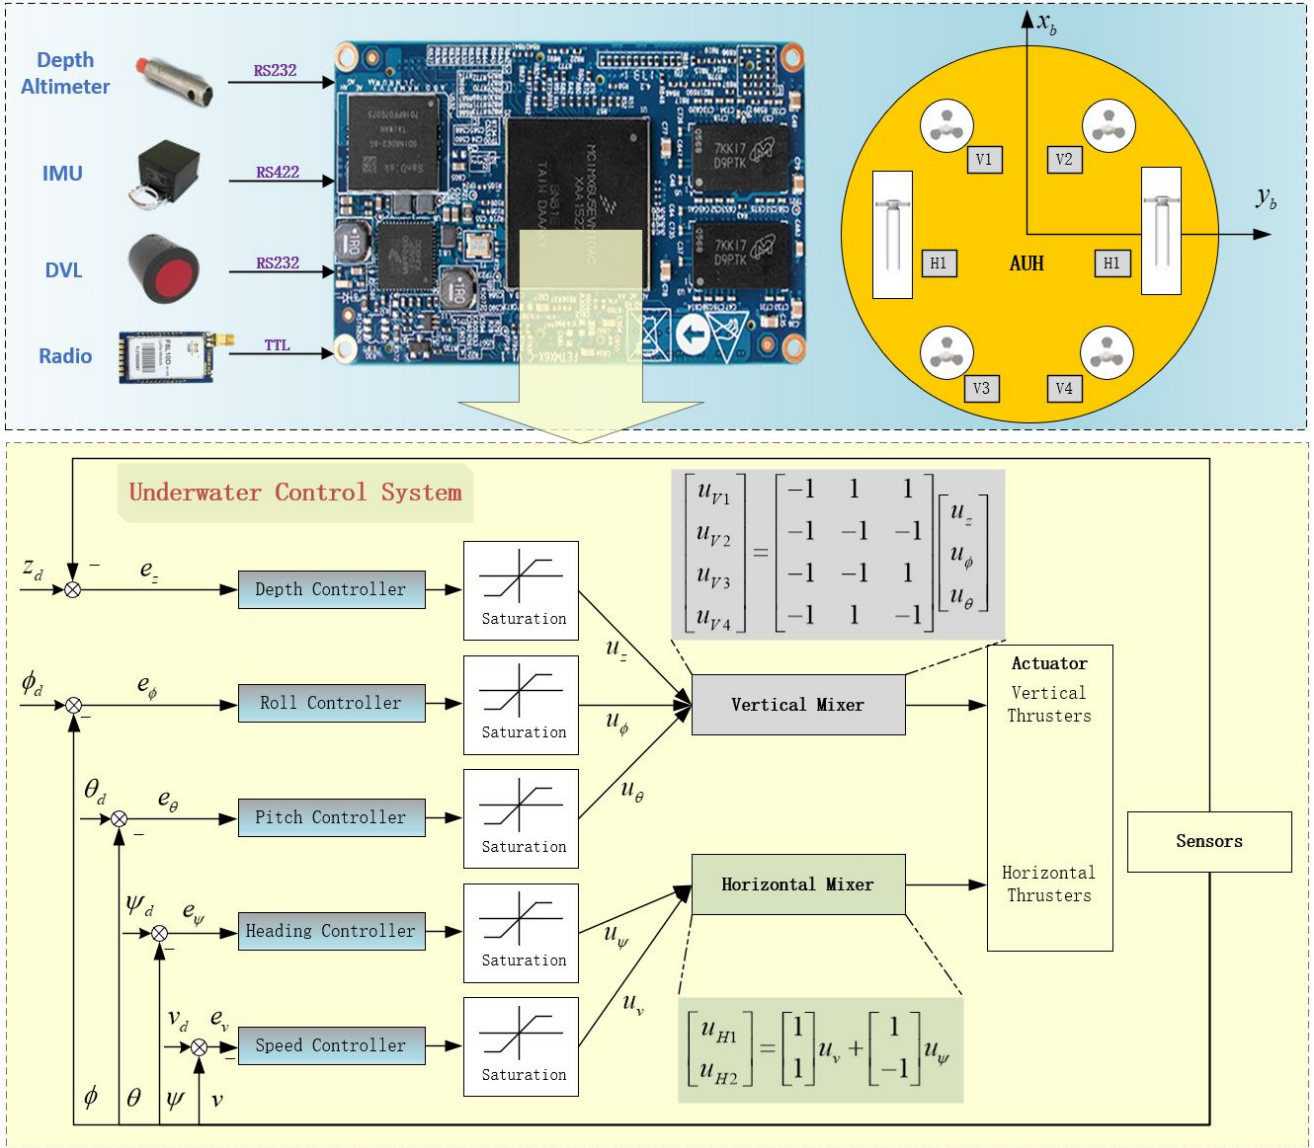 Depth
Altimeter
RS232
IMU
RS422
DVL
RS232
Radio
TTL
7KK17
D9PTK
7KK17
D9PTK
x_b
y_b
V1
V2
H1
AUH
H1
V3
V4
Underwater Control System
z_d
−
e_z
Depth Controller
Saturation
u_z
ϕ_d
−
e_ϕ
Roll Controller
Saturation
u_ϕ
θ_d
−
e_θ
Pitch Controller
Saturation
u_θ
ψ_d
−
e_ψ
Heading Controller
Saturation
u_ψ
v_d
−
e_v
Speed Controller
Saturation
u_v
ϕ θ ψ v
[u_V1 u_V2 u_V3 u_V4] = [−1 1 1; −1 −1 −1; −1 −1 1; −1 1 −1] [u_z u_ϕ u_θ]
Vertical Mixer
Horizontal Mixer
[u_H1 u_H2] = [1 1] u_v + [1 −1] u_ψ
Actuator
Vertical
Thrusters
Horizontal
Thrusters
Sensors